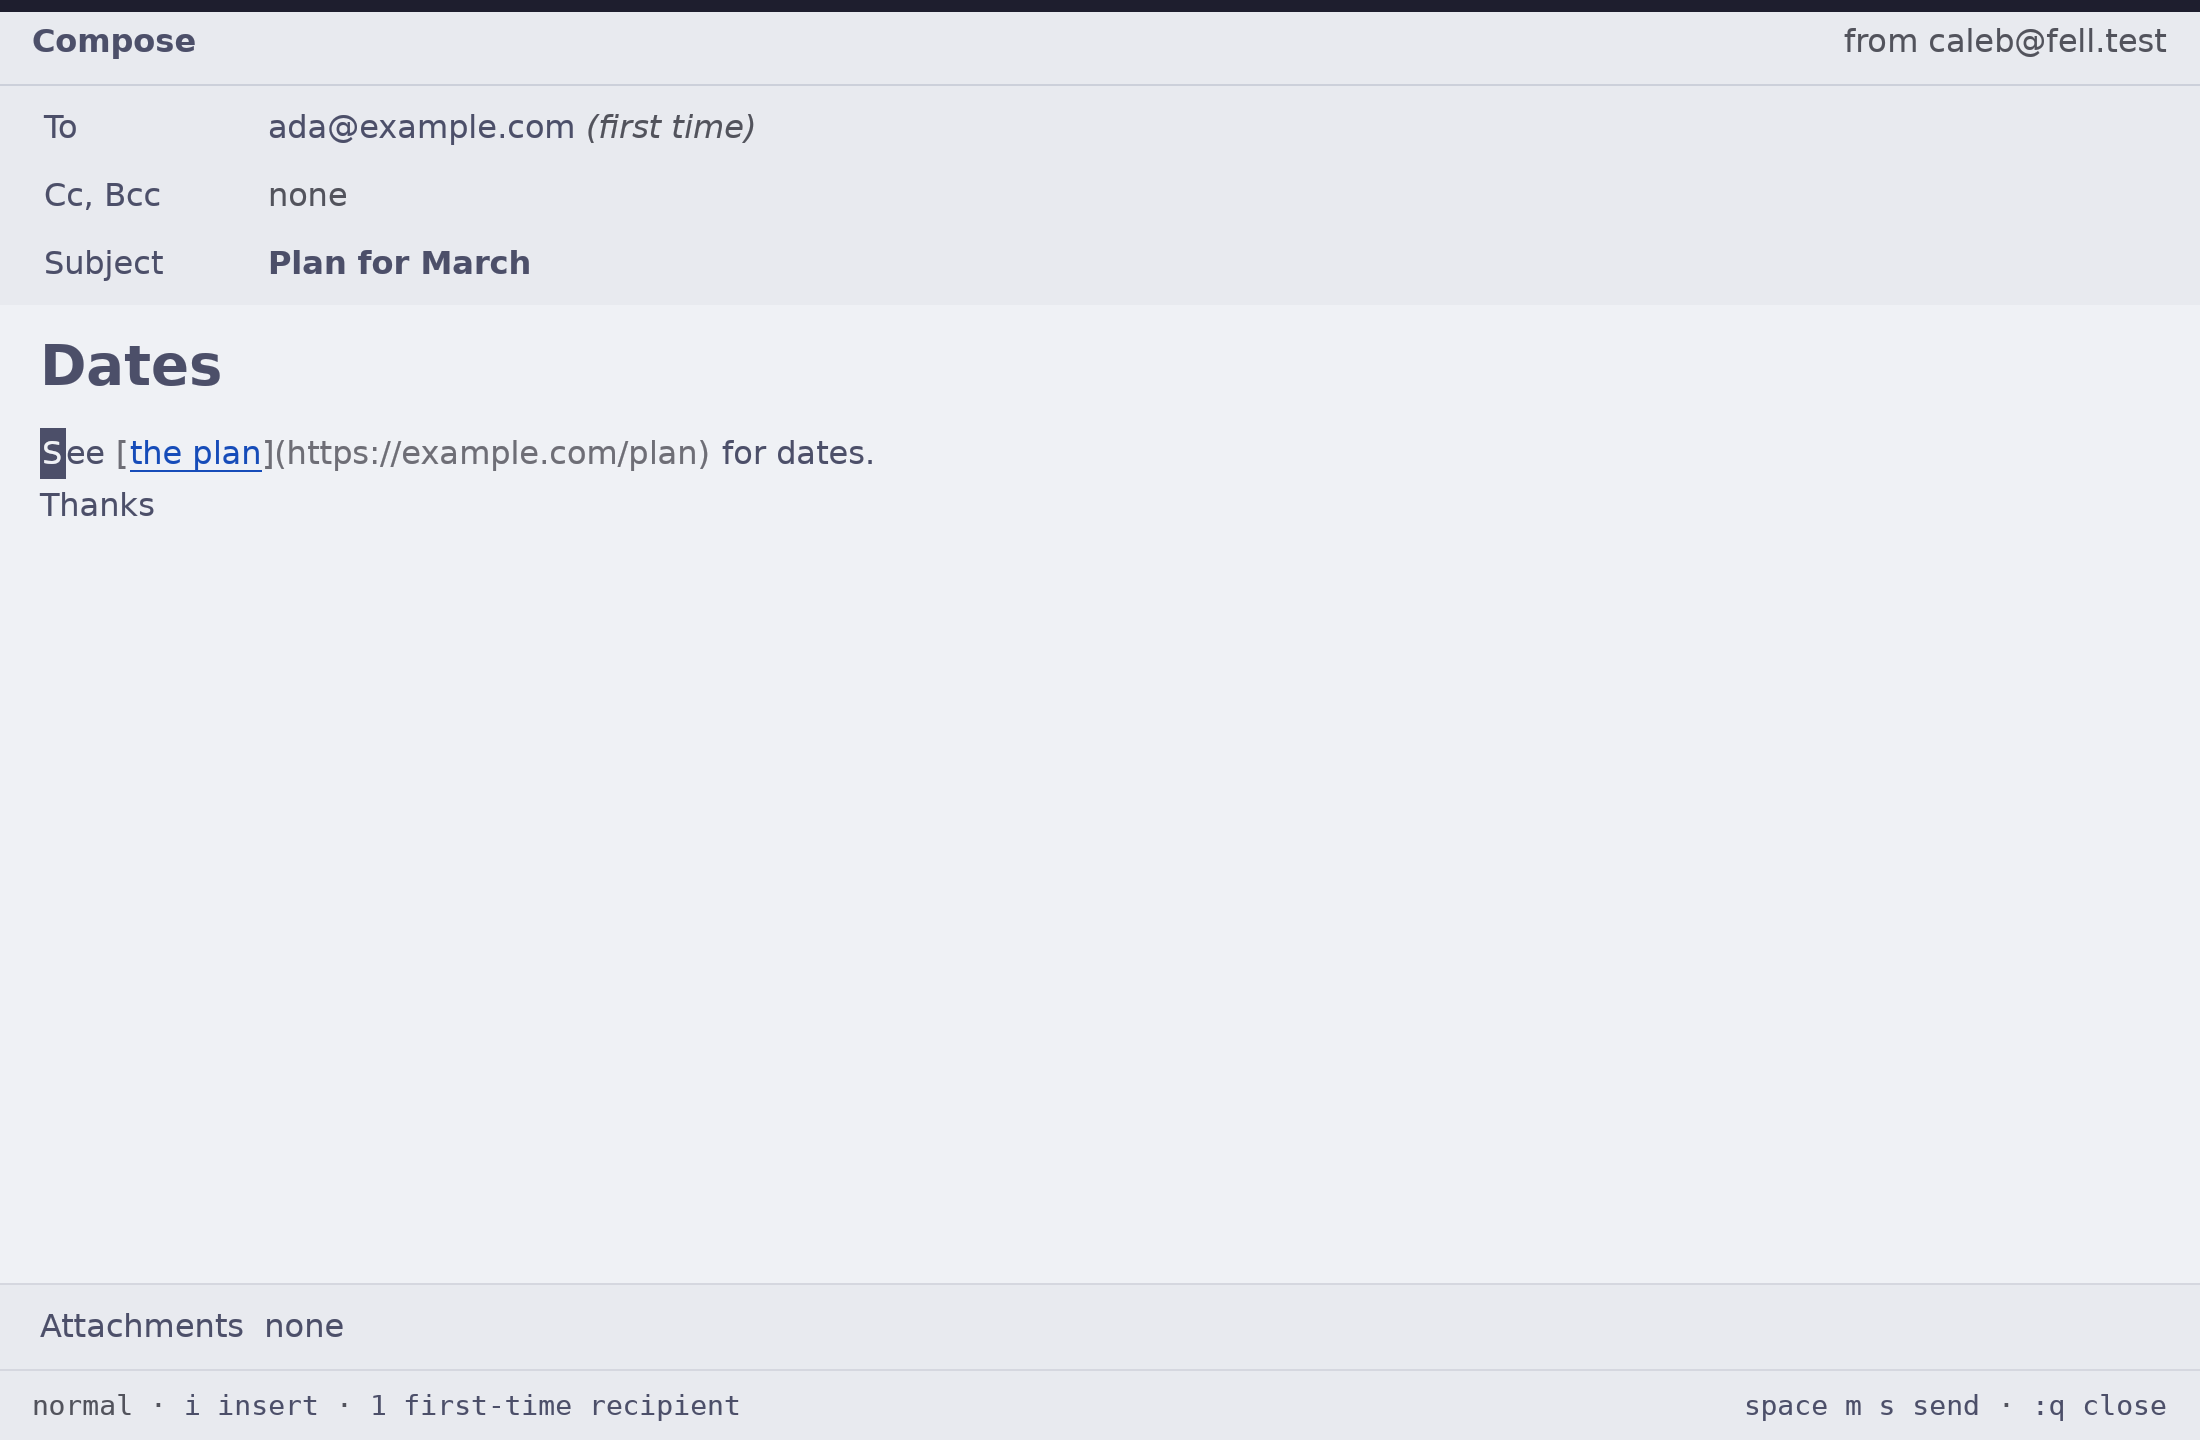 Compose from caleb@fell.test
To ada@example.com (first time)
Cc, Bcc none
Subject Plan for March
Dates
See [the plan](https://example.com/plan) for dates.
Thanks
Attachments none
normal · i insert · 1 first-time recipient space m s send · :q close